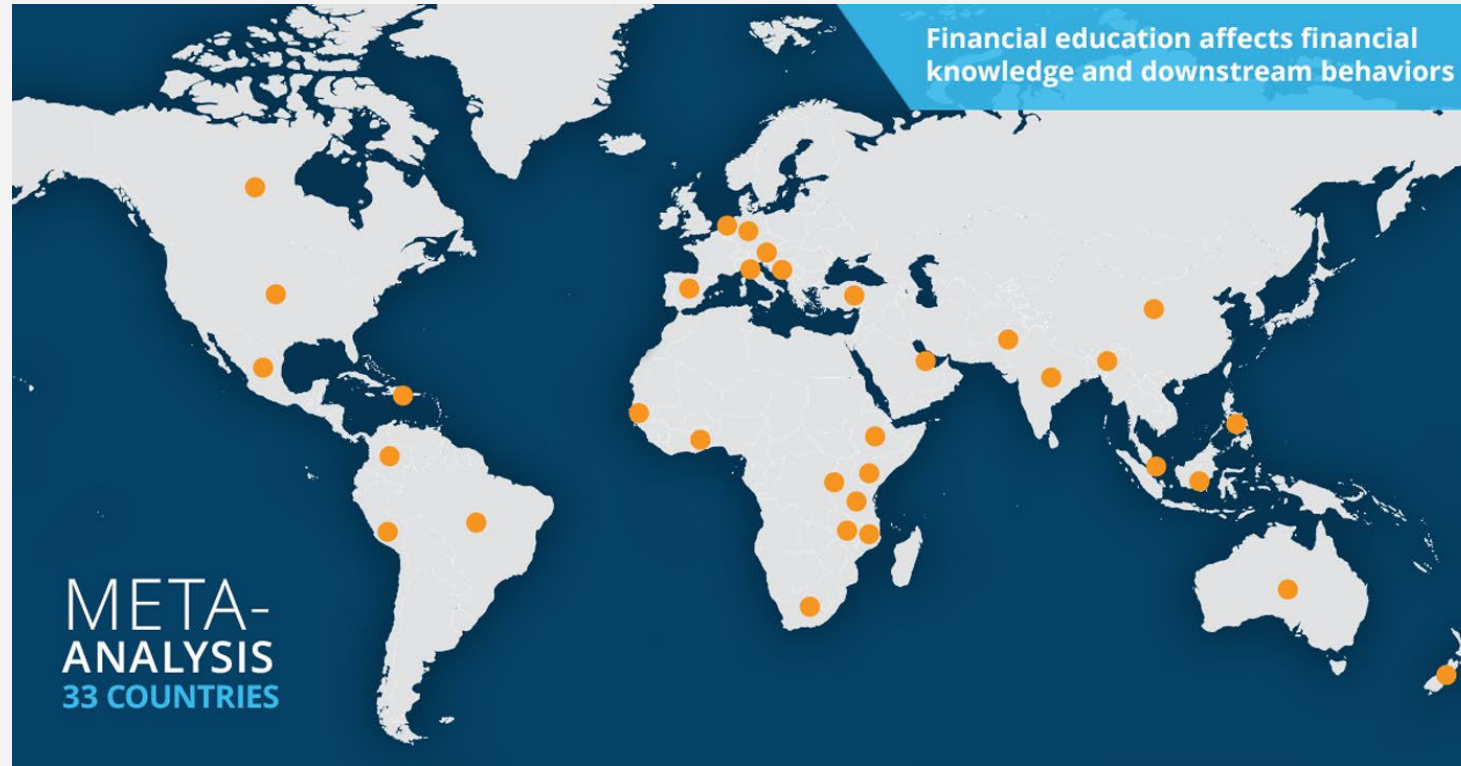 Financial education affects financial
knowledge and downstream behaviors
META-
ANALYSIS
33 COUNTRIES